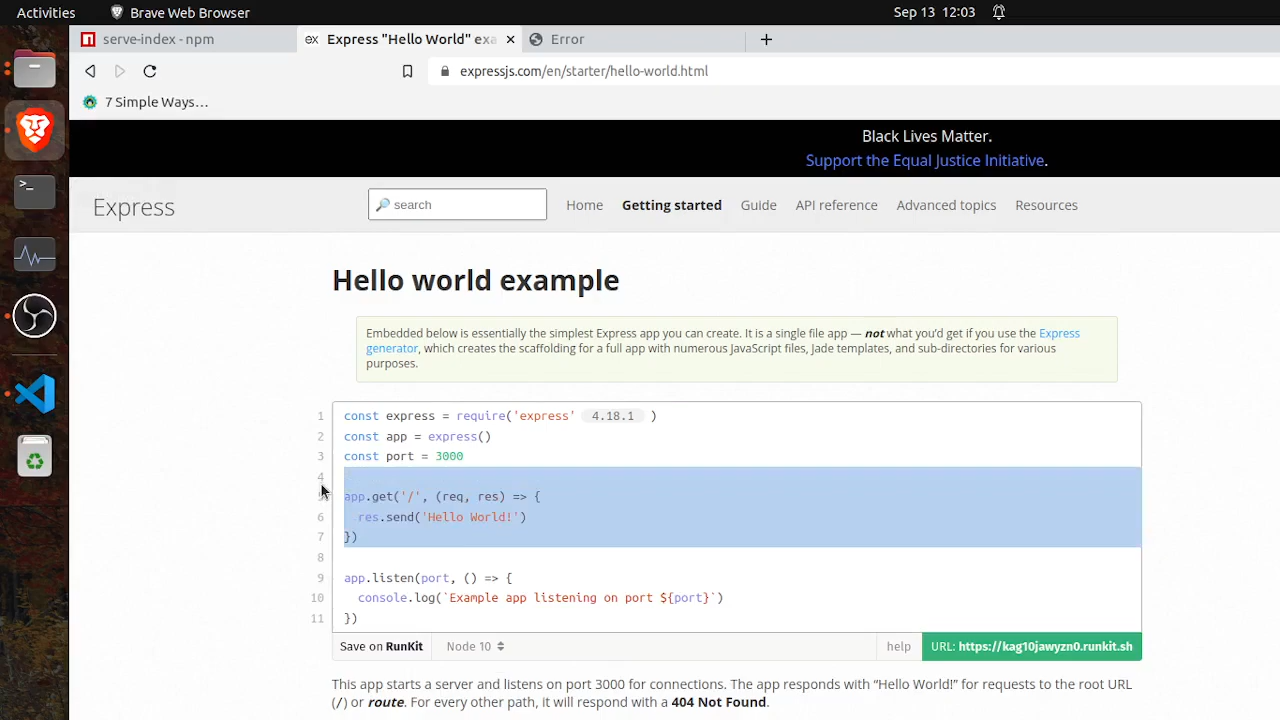 Activities
Brave Web Browser
Sep 13 12:03
serve-index - npm
ex Express "Hello World" exa
Error
expressjs.com/en/starter/hello-world.html
7 Simple Ways…
Black Lives Matter.
Support the Equal Justice Initiative.
Express
search
Home
Getting started
Guide
API reference
Advanced topics
Resources
Hello world example
Embedded below is essentially the simplest Express app you can create. It is a single file app — not what you'd get if you use the Express
generator, which creates the scaffolding for a full app with numerous JavaScript files, Jade templates, and sub-directories for various
purposes.
1 const express = require('express' 4.18.1 )
2 const app = express()
3 const port = 3000
4
5 app.get('/', (req, res) => {
6 res.send('Hello World!')
7 })
8
9 app.listen(port, () => {
10 console.log(`Example app listening on port ${port}`)
11 })
Save on RunKit
Node 10
help
URL: https://kag10jawyzn0.runkit.sh
This app starts a server and listens on port 3000 for connections. The app responds with “Hello World!” for requests to the root URL
(/) or route. For every other path, it will respond with a 404 Not Found.